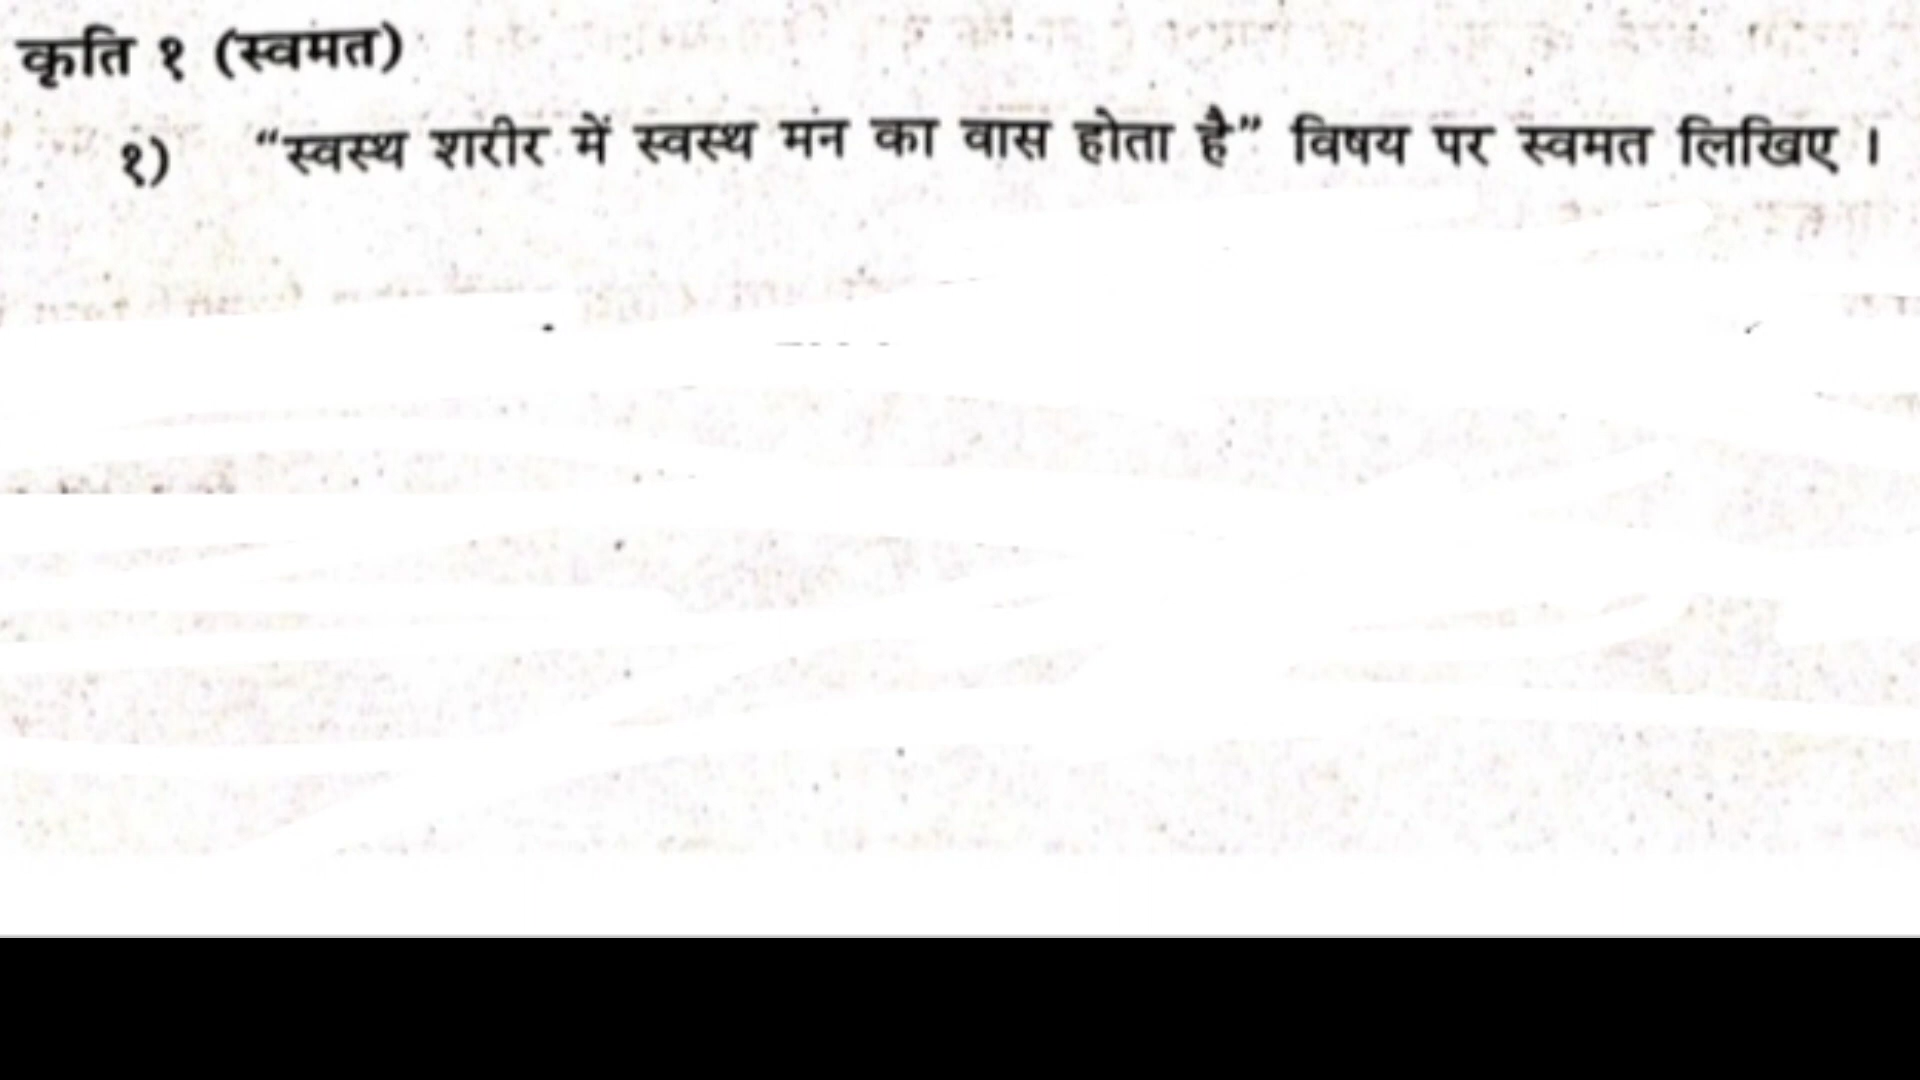 कृति १ (स्वमत)
१) “स्वस्थ शरीर में स्वस्थ मन का वास होता है” विषय पर स्वमत लिखिए ।